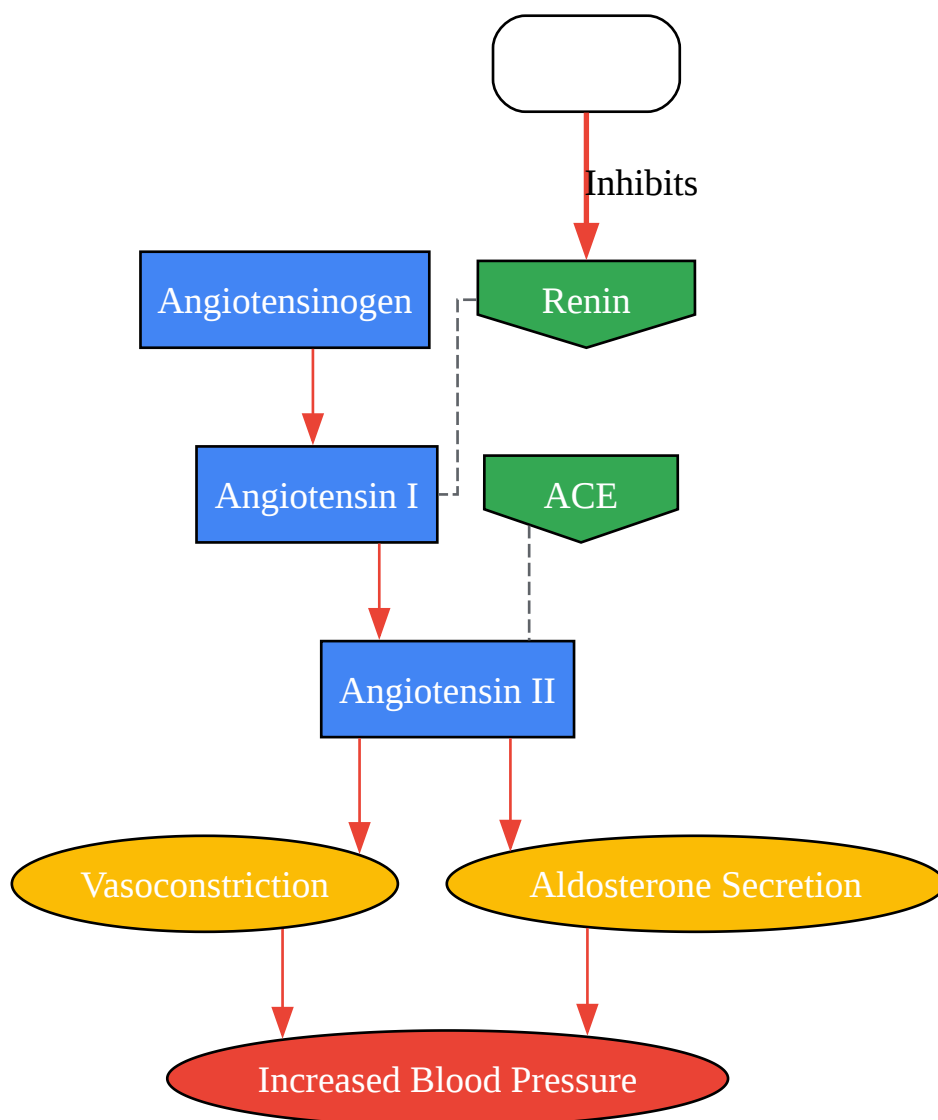 Inhibits
Angiotensinogen
Renin
Angiotensin I
ACE
Angiotensin II
Vasoconstriction
Aldosterone Secretion
Increased Blood Pressure